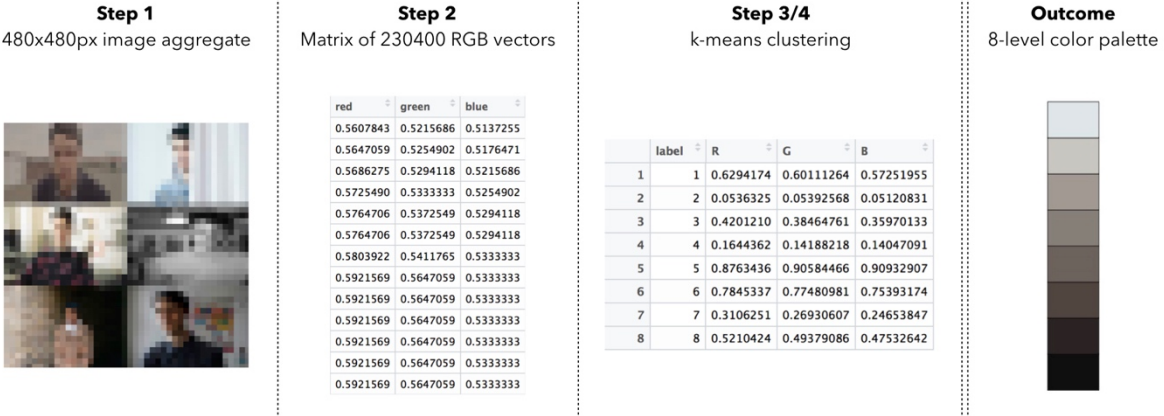 Step 1
480x480px image aggregate
Step 2
Matrix of 230400 RGB vectors
red green blue
0.5607843 0.5215686 0.5137255
0.5647059 0.5254902 0.5176471
0.5686275 0.5294118 0.5215686
0.5725490 0.5333333 0.5254902
0.5764706 0.5372549 0.5294118
0.5764706 0.5372549 0.5294118
0.5803922 0.5411765 0.5333333
0.5921569 0.5647059 0.5333333
0.5921569 0.5647059 0.5333333
0.5921569 0.5647059 0.5333333
0.5921569 0.5647059 0.5333333
0.5921569 0.5647059 0.5333333
0.5921569 0.5647059 0.5333333
Step 3/4
k-means clustering
label R G B
1 1 0.6294174 0.60111264 0.57251955
2 2 0.0536325 0.05392568 0.05120831
3 3 0.4201210 0.38464761 0.35970133
4 4 0.1644362 0.14188218 0.14047091
5 5 0.8763436 0.90584466 0.90932907
6 6 0.7845337 0.77480981 0.75393174
7 7 0.3106251 0.26930607 0.24653847
8 8 0.5210424 0.49379086 0.47532642
Outcome
8-level color palette